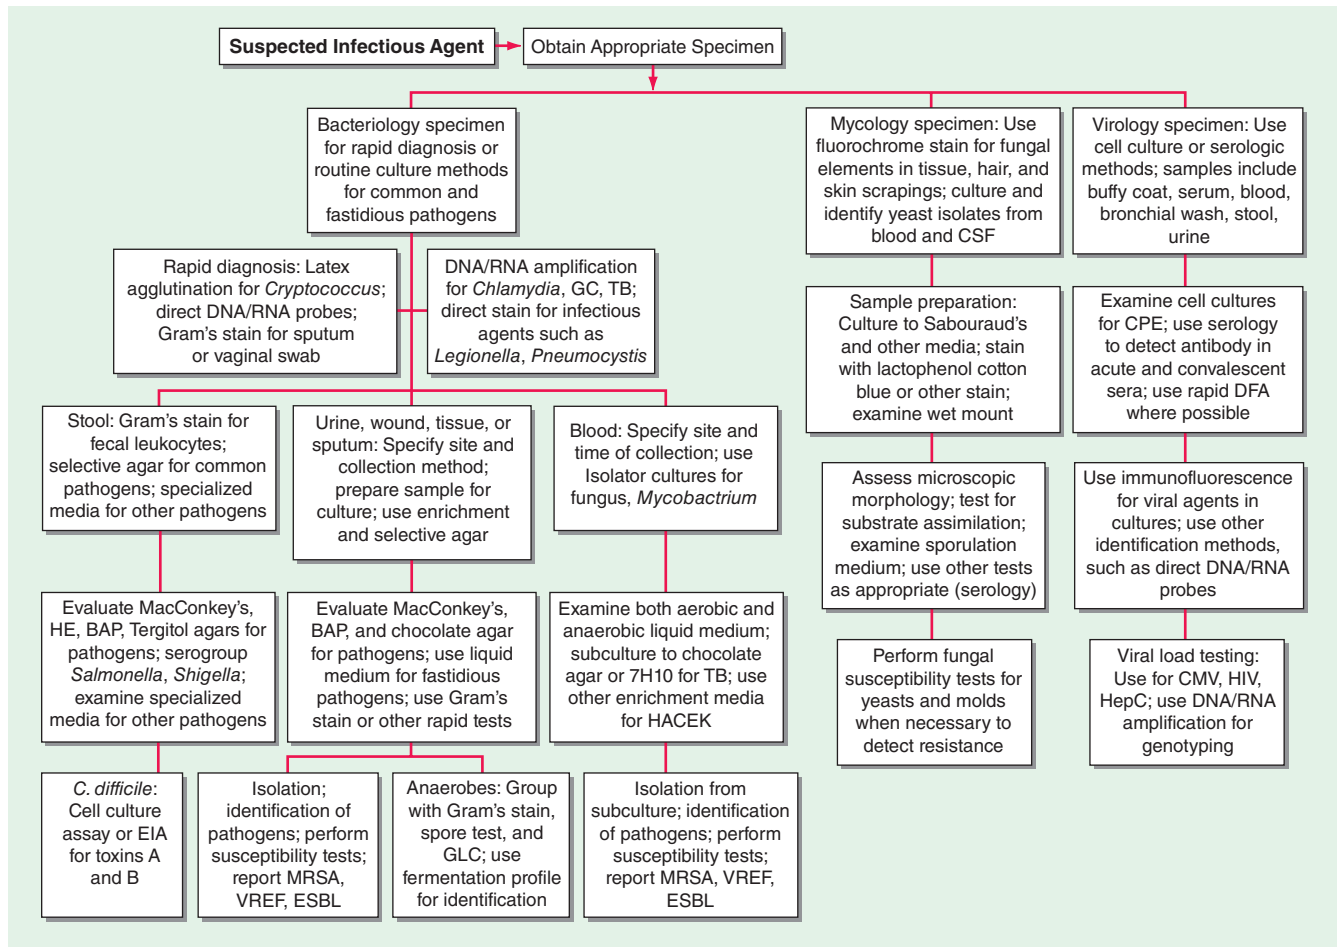 Suspected Infectious Agent
Obtain Appropriate Specimen
Bacteriology specimen
for rapid diagnosis or
routine culture methods
for common and
fastidious pathogens
Mycology specimen: Use
fluorochrome stain for fungal
elements in tissue, hair, and
skin scrapings; culture and
identify yeast isolates from
blood and CSF
Virology specimen: Use
cell culture or serologic
methods; samples include
buffy coat, serum, blood,
bronchial wash, stool,
urine
Rapid diagnosis: Latex
agglutination for Cryptococcus;
direct DNA/RNA probes;
Gram's stain for sputum
or vaginal swab
DNA/RNA amplification
for Chlamydia, GC, TB;
direct stain for infectious
agents such as
Legionella, Pneumocystis
Sample preparation:
Culture to Sabouraud's
and other media; stain
with lactophenol cotton
blue or other stain;
examine wet mount
Examine cell cultures
for CPE; use serology
to detect antibody in
acute and convalescent
sera; use rapid DFA
where possible
Stool: Gram's stain for
fecal leukocytes;
selective agar for common
pathogens; specialized
media for other pathogens
Urine, wound, tissue, or
sputum: Specify site and
collection method;
prepare sample for
culture; use enrichment
and selective agar
Blood: Specify site and
time of collection; use
Isolator cultures for
fungus, Mycobactrium
Assess microscopic
morphology; test for
substrate assimilation;
examine sporulation
medium; use other tests
as appropriate (serology)
Use immunofluorescence
for viral agents in
cultures; use other
identification methods,
such as direct DNA/RNA
probes
Evaluate MacConkey's,
HE, BAP, Tergitol agars for
pathogens; serogroup
Salmonella, Shigella;
examine specialized
media for other pathogens
Evaluate MacConkey's,
BAP, and chocolate agar
for pathogens; use liquid
medium for fastidious
pathogens; use Gram's
stain or other rapid tests
Examine both aerobic and
anaerobic liquid medium;
subculture to chocolate
agar or 7H10 for TB; use
other enrichment media
for HACEK
Perform fungal
susceptibility tests for
yeasts and molds
when necessary to
detect resistance
Viral load testing:
Use for CMV, HIV,
HepC; use DNA/RNA
amplification for
genotyping
C. difficile:
Cell culture
assay or EIA
for toxins A
and B
Isolation;
identification of
pathogens; perform
susceptibility tests;
report MRSA,
VREF, ESBL
Anaerobes: Group
with Gram's stain,
spore test, and
GLC; use
fermentation profile
for identification
Isolation from
subculture; identification
of pathogens; perform
susceptibility tests;
report MRSA, VREF,
ESBL